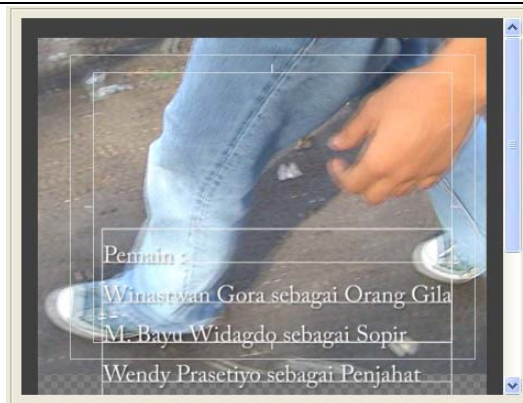 Pemain :
Winastwan Gora sebagai Orang Gila
M. Bayu Widagdo sebagai Sopir
Wendy Prasetiyo sebagai Penjahat